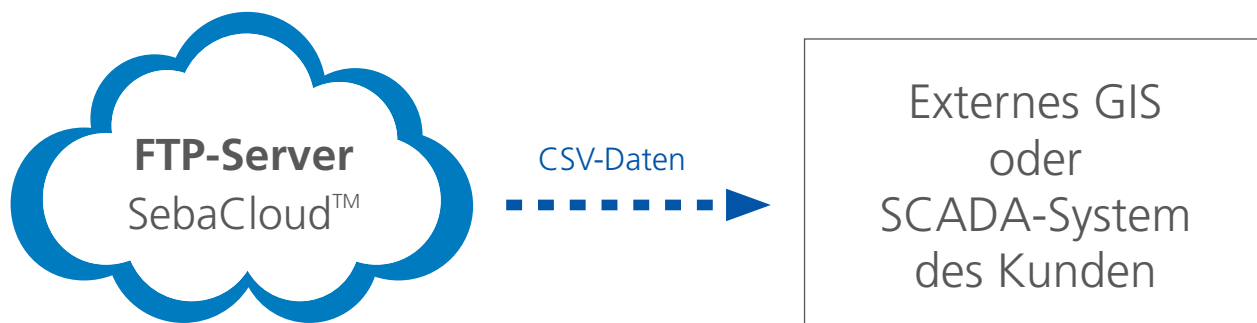 FTP-Server
SebaCloud™
CSV-Daten
Externes GIS
oder
SCADA-System
des Kunden